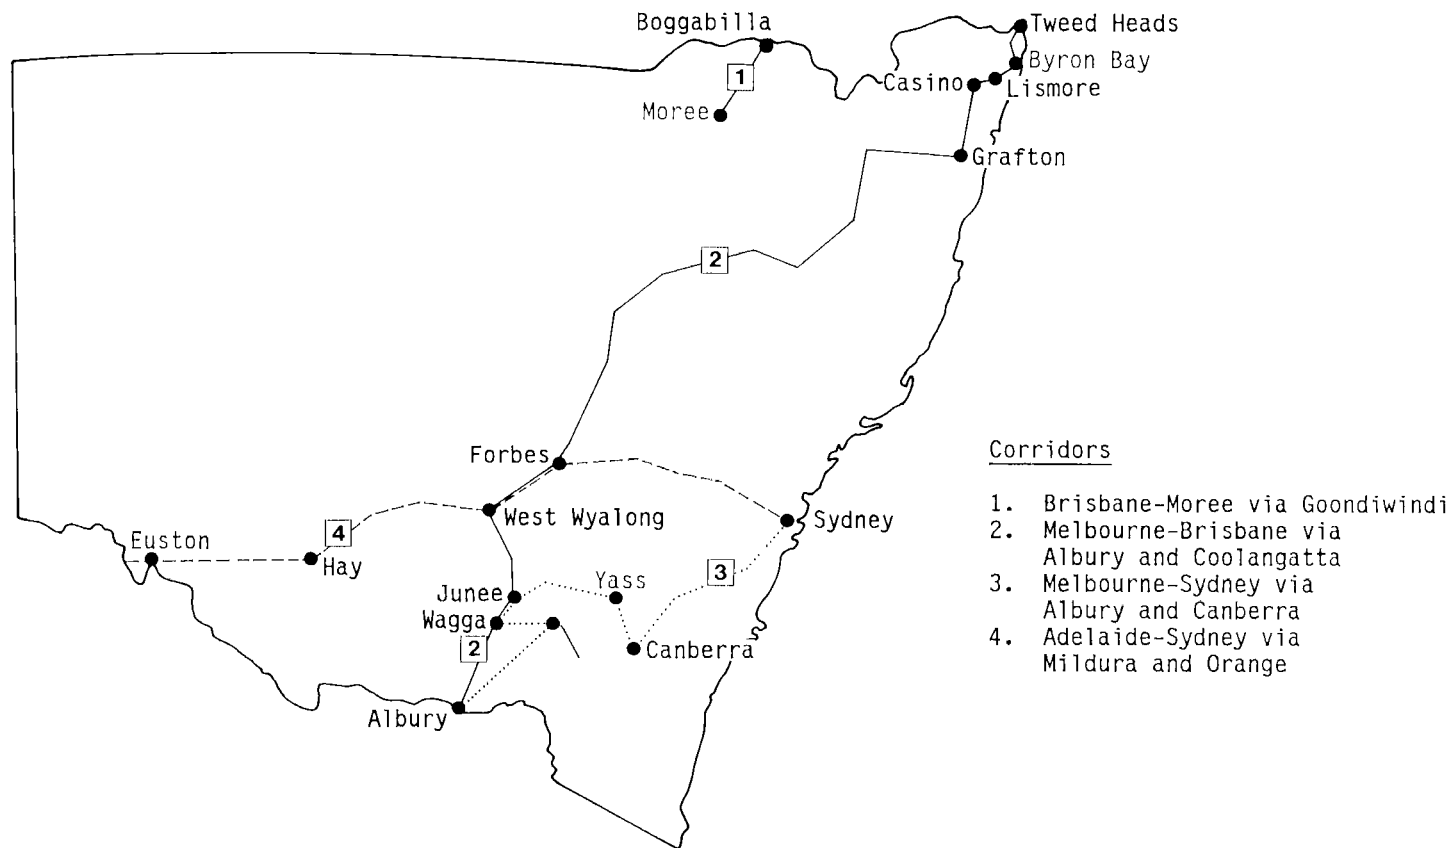 Boggabilla
Tweed Heads
Byron Bay
1
Casino
Lismore
Moree
Grafton
2
Forbes
Corridors
1. Brisbane-Moree via Goondiwindi
West Wyalong
Sydney
2. Melbourne-Brisbane via
4
Euston
Albury and Coolangatta
Hay
3
Yass
3. Melbourne-Sydney via
Junee
Albury and Canberra
Wagga
4. Adelaide-Sydney via
2
Canberra
Mildura and Orange
Albury